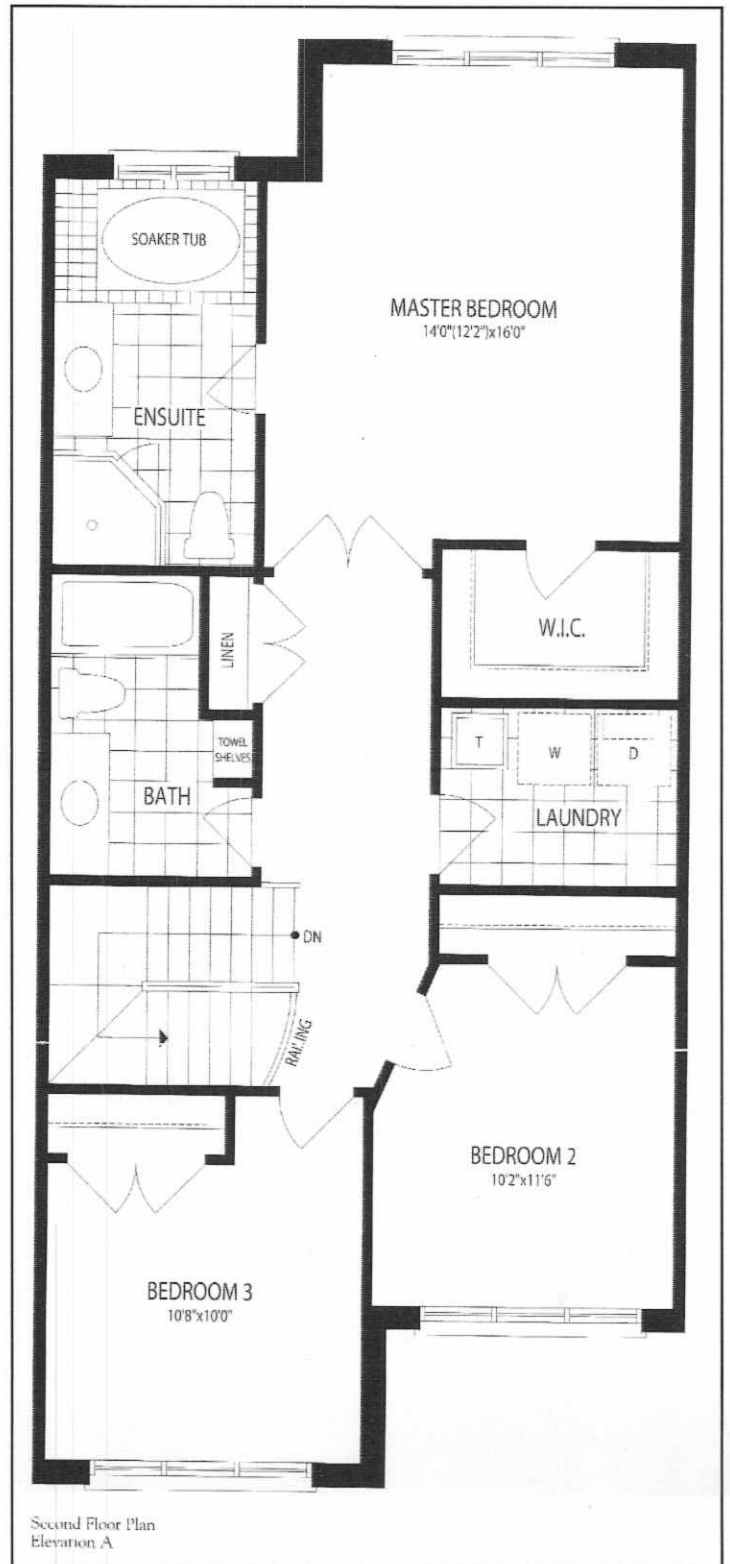 SOAKER TUB
MASTER BEDROOM
14'0"(12'2")x16'0"
ENSUITE
W.I.C.
LINEN
TOWEL
SHELVES
T
W
D
BATH
LAUNDRY
DN
RAILING
BEDROOM 2
10'2"x11'6"
BEDROOM 3
10'8"x10'0"
Second Floor Plan
Elevation A